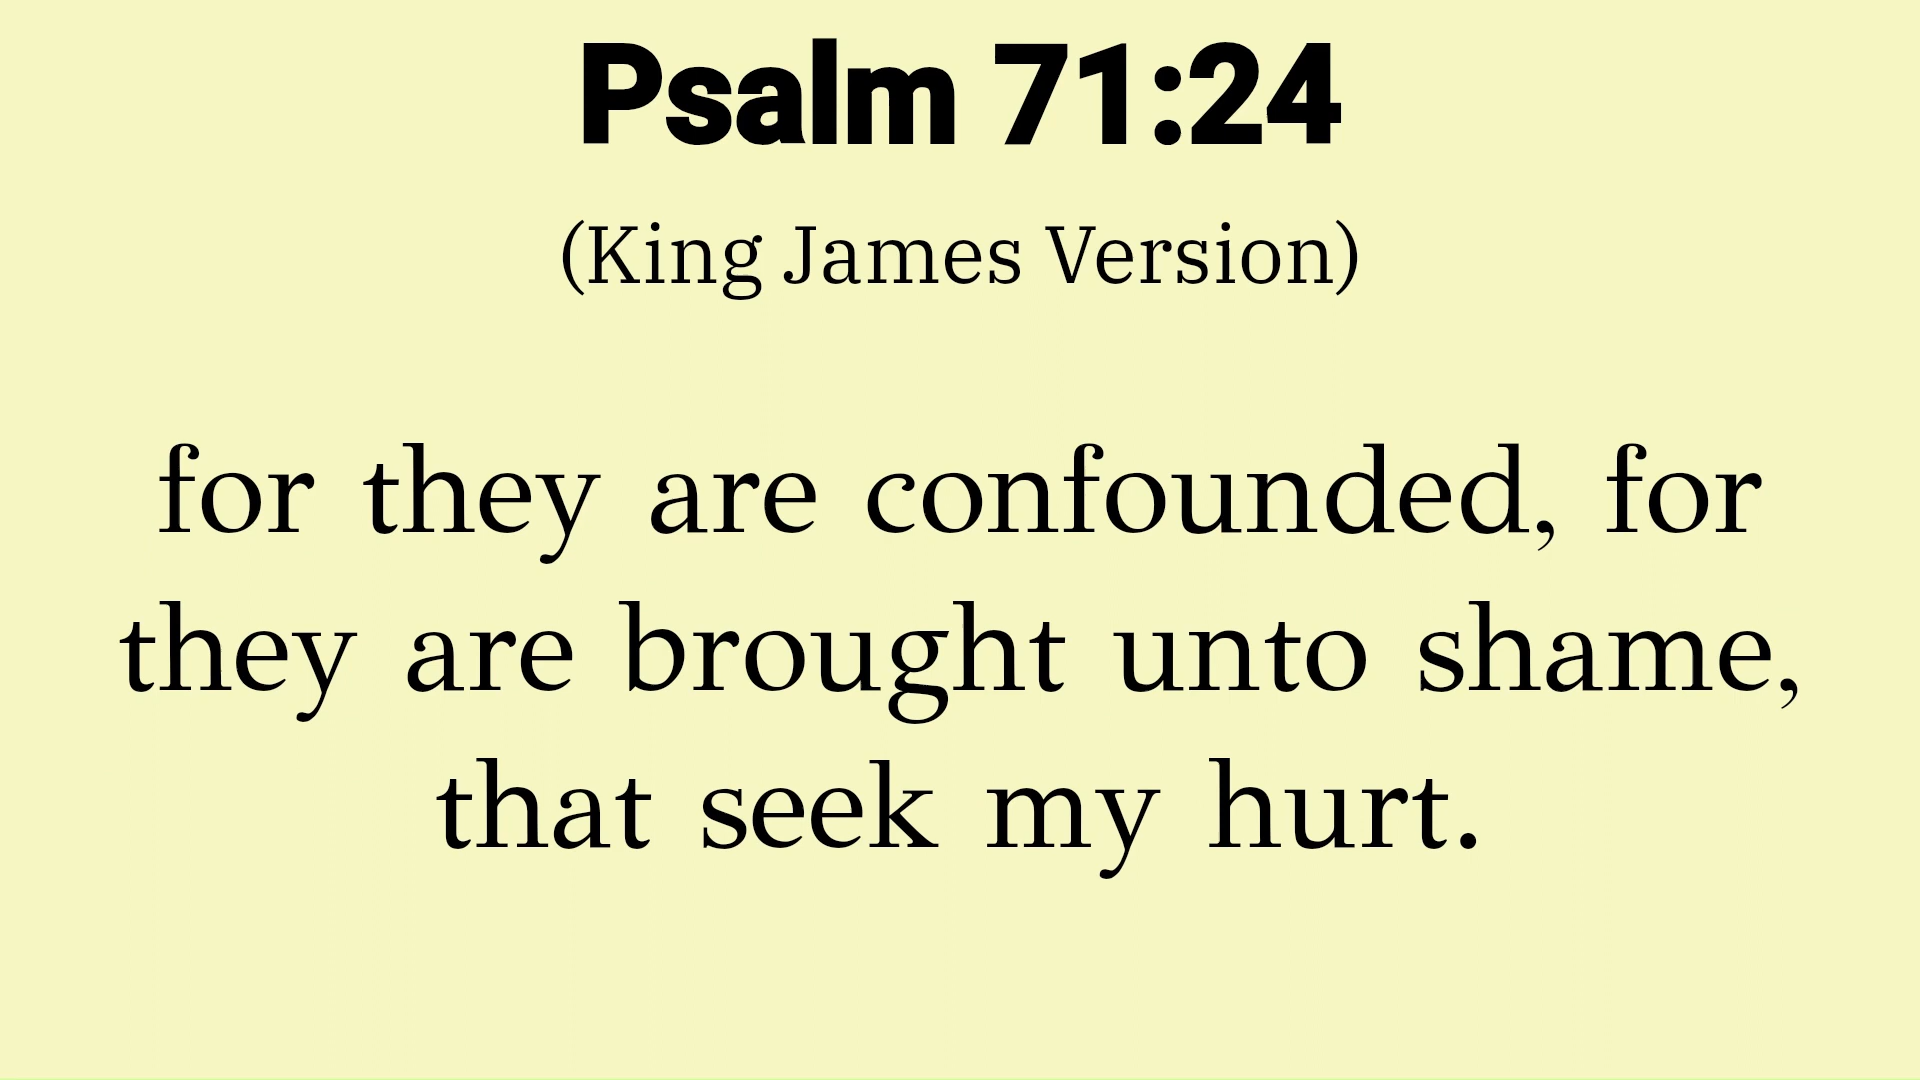 Psalm 71:24
(King James Version)
for they are confounded, for
they are brought unto shame,
that seek my hurt.